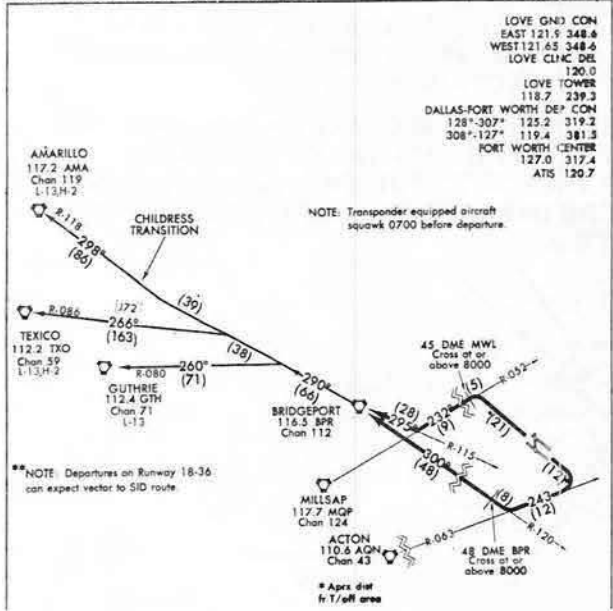 LOVE GND CON
EAST 121.9 348.6
WEST 121.65 348.6
LOVE CLNC DEL
120.0
LOVE TOWER
118.7 239.3
DALLAS-FORT WORTH DEP CON
128°-307° 125.2 319.2
308°-127° 119.4 381.5
FORT WORTH CENTER
127.0 317.4
ATIS 120.7
NOTE: Transponder equipped aircraft
squawk 0700 before departure.
AMARILLO
117.2 AMA
Chan 119
L-13,H-2
R-118
298°
(86)
CHILDRESS
TRANSITION
(39)
R-086
(J72)
266°
(163)
TEXICO
112.2 TXO
Chan 59
L-13,H-2
(38)
R-080
260°
(71)
GUTHRIE
112.4 GTH
Chan 71
L-13
290°
(66)
BRIDGEPORT
116.5 BPR
Chan 112
45 DME MWL
Cross at or
above 8000
(5)
R-052
(28)
295°
232°
(9)
*(21)
R-115
300°
(48)
(12)
**NOTE: Departures on Runway 18-36
can expect vector to SID route.
MILLSAP
117.7 MQP
Chan 124
(8)
243
(12)
R-120
ACTON
110.6 AQN
Chan 43
R-063
48 DME BPR
Cross at or
above 8000
* Aprx dist
fr T/off area